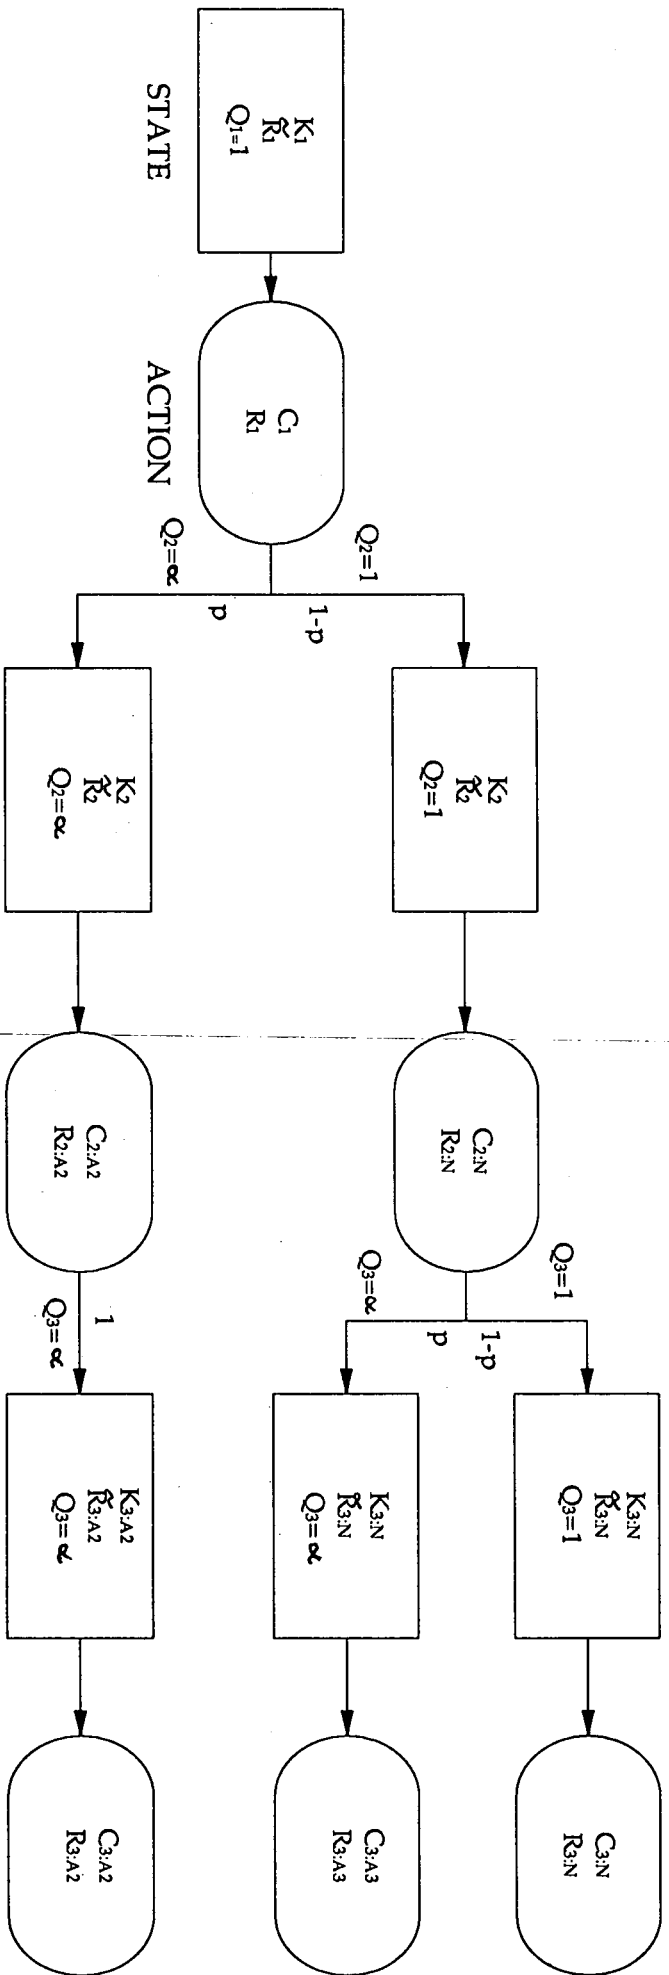 K₁
R̃₁
Q₁=1
STATE
C₁
R₁
ACTION
Q₂=1
1-p
Q₂=α
p
K₂
R̃₂
Q₂=1
K₂
R̃₂
Q₂=α
C₂:N
R₂:N
C₂:A2
R₂:A2
Q₃=1
1-p
Q₃=α
p
1
Q₃=α
K₃:N
R̃₃:N
Q₃=1
K₃:N
R̃₃:N
Q₃=α
K₃:A2
R̃₃:A2
Q₃=α
C₃:N
R₃:N
C₃:A3
R₃:A3
C₃:A2
R₃:A2